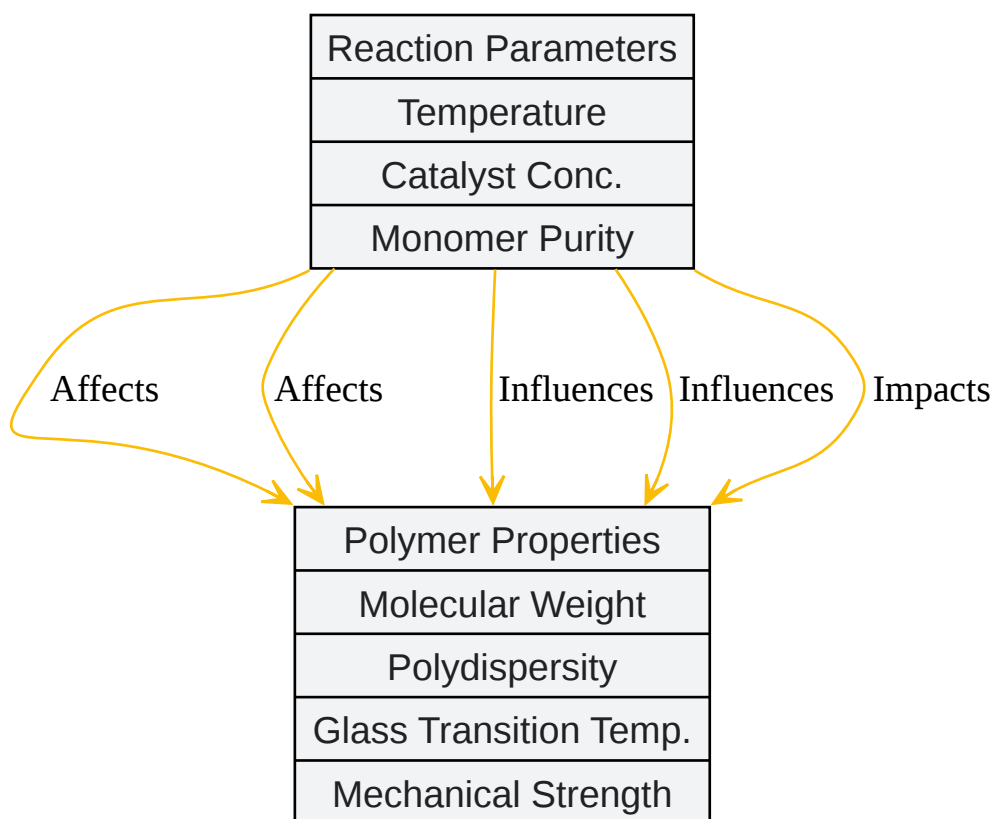 Reaction Parameters
Temperature
Catalyst Conc.
Monomer Purity
Affects Affects Influences Influences Impacts
Polymer Properties
Molecular Weight
Polydispersity
Glass Transition Temp.
Mechanical Strength